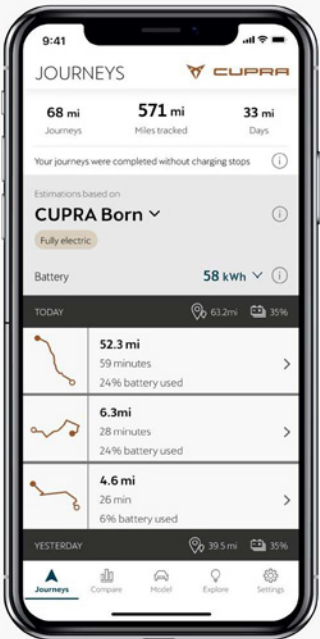 9:41
JOURNEYS CUPRA
68 mi 571 mi 33 mi
Journeys Miles tracked Days
Your journeys were completed without charging stops
Estimations based on
CUPRA Born
Fully electric
Battery 58 kWh
TODAY 63.2mi 35%
52.3 mi
59 minutes
24% battery used
6.3mi
28 minutes
24% battery used
4.6 mi
26 min
6% battery used
YESTERDAY 39.5 mi 35%
Journeys Compare Model Explore Settings